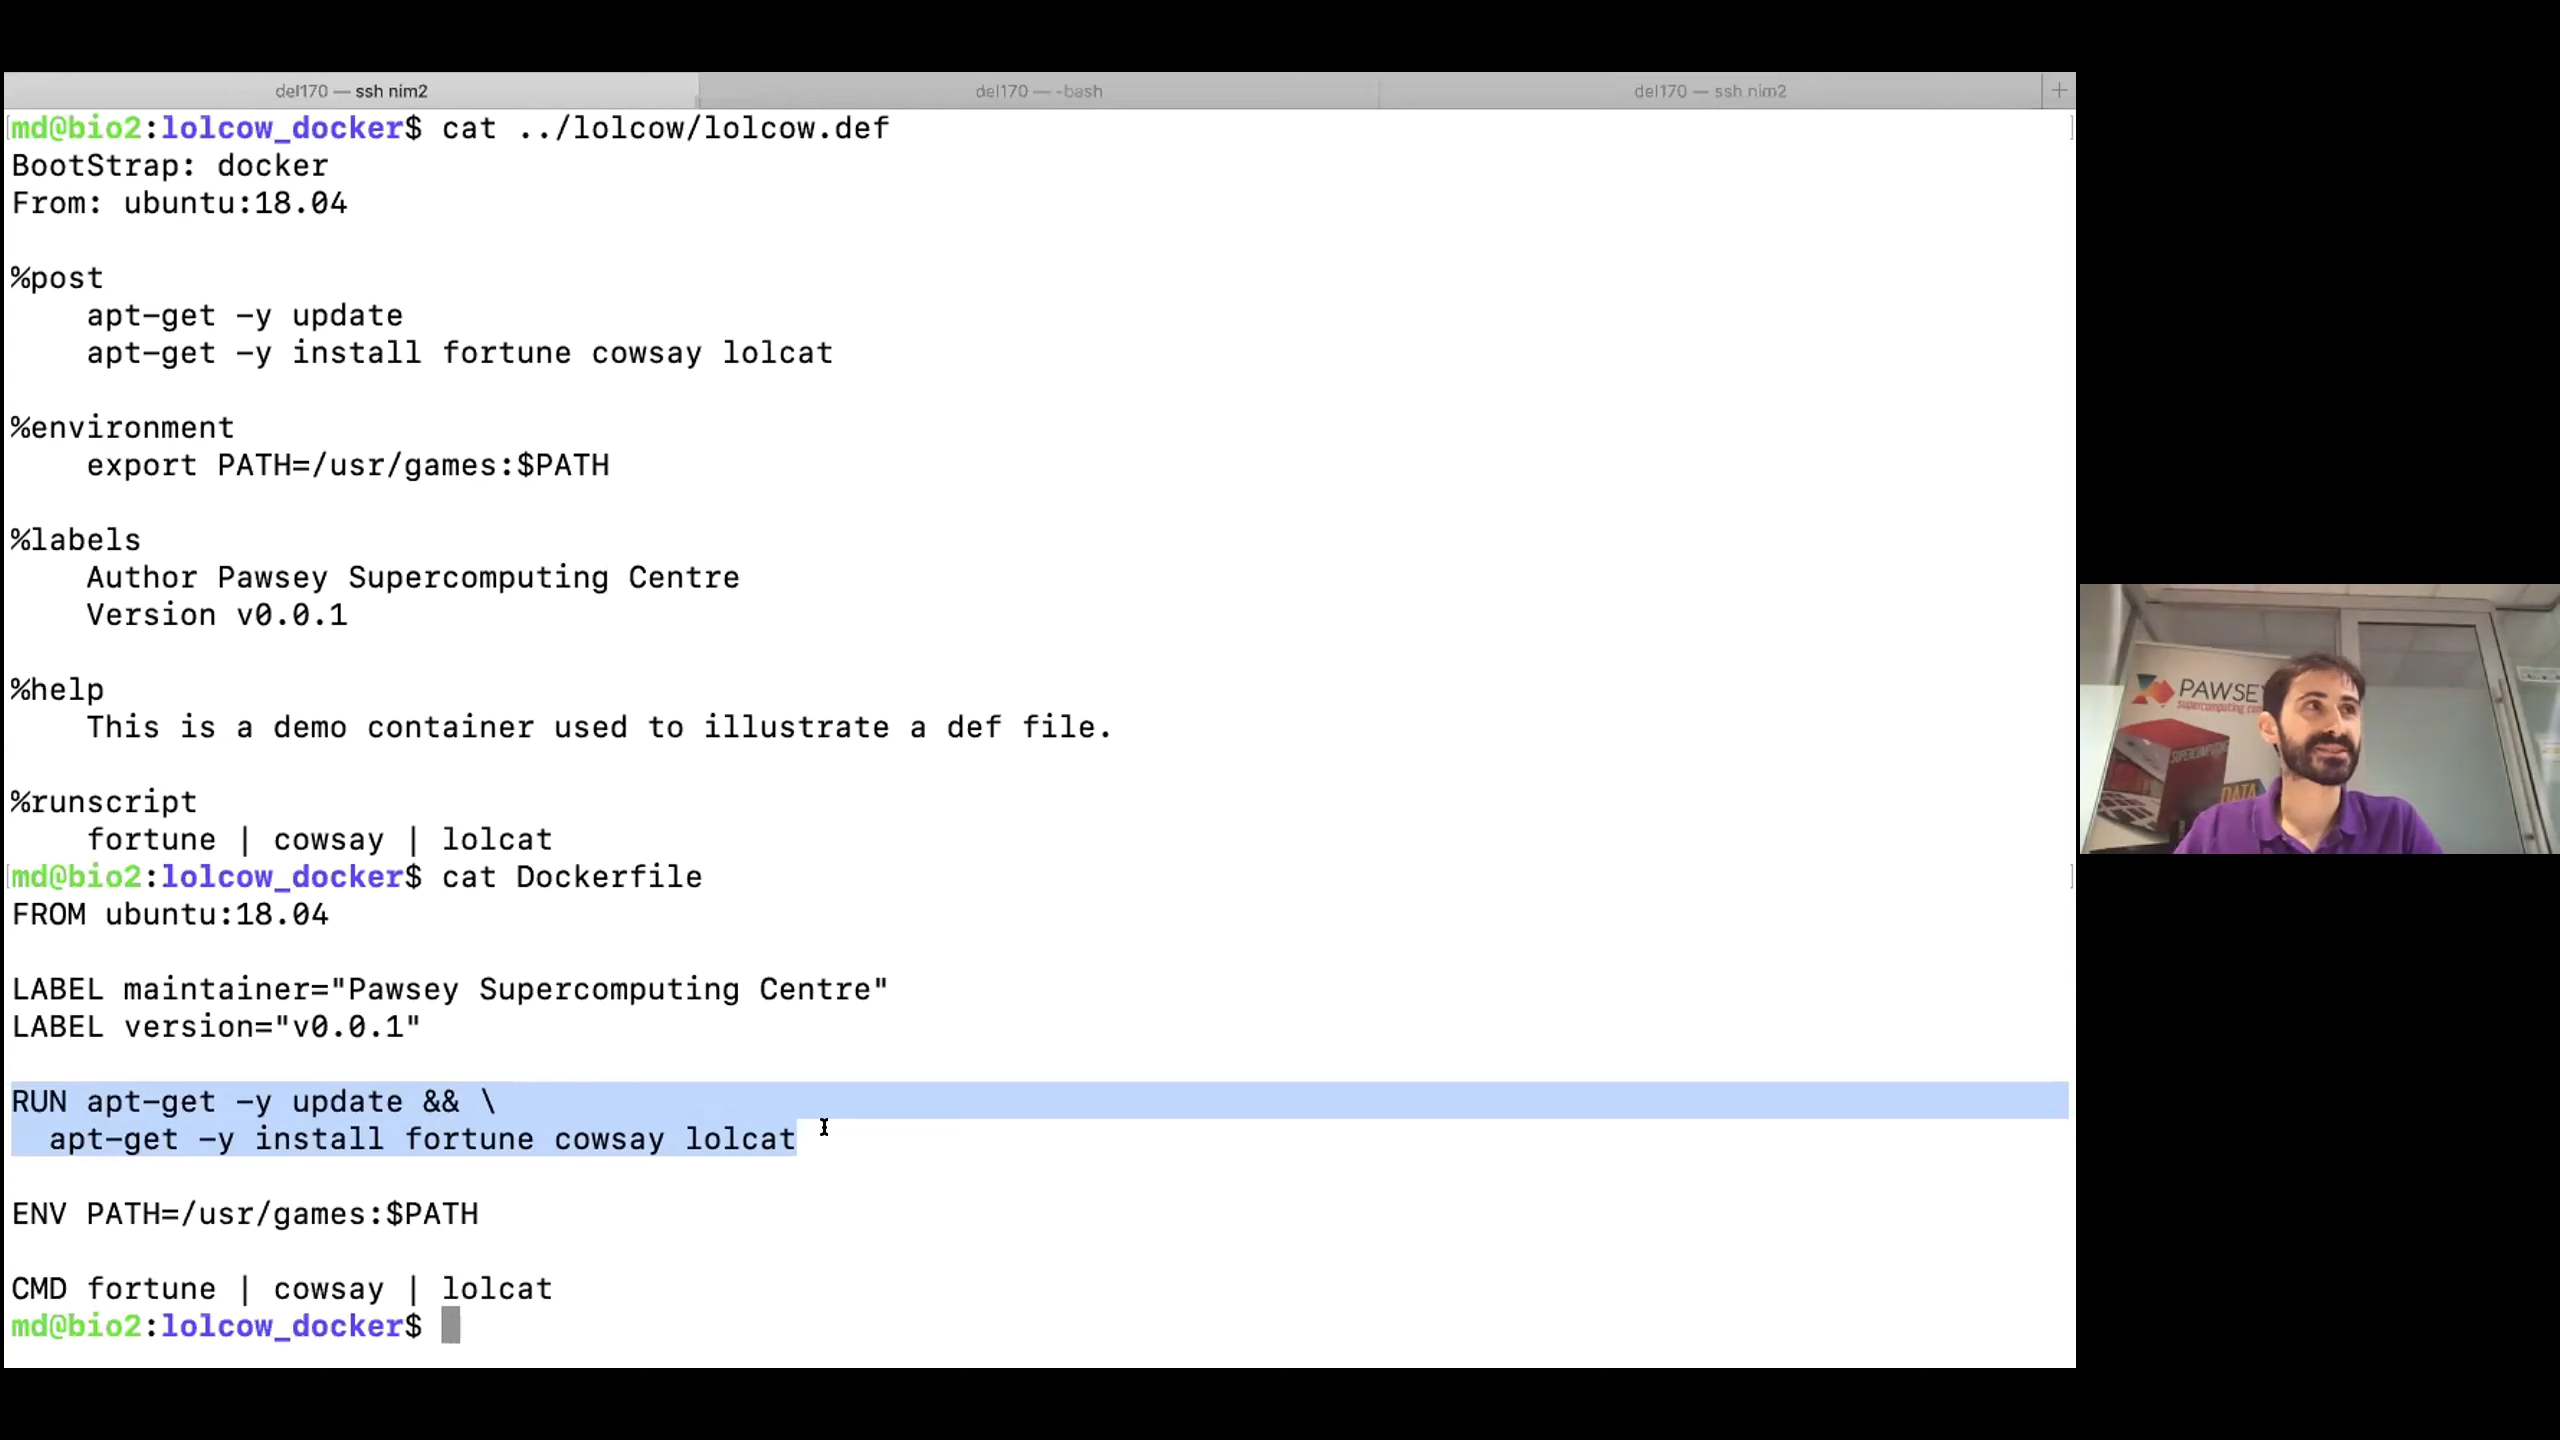 del170 — ssh nim2
del170 — -bash
del170 — ssh nim2
md@bio2:lolcow_docker$ cat ../lolcow/lolcow.def
BootStrap: docker
From: ubuntu:18.04
%post
    apt-get -y update
    apt-get -y install fortune cowsay lolcat
%environment
    export PATH=/usr/games:$PATH
%labels
    Author Pawsey Supercomputing Centre
    Version v0.0.1
%help
    This is a demo container used to illustrate a def file.
%runscript
    fortune | cowsay | lolcat
md@bio2:lolcow_docker$ cat Dockerfile
FROM ubuntu:18.04
LABEL maintainer="Pawsey Supercomputing Centre"
LABEL version="v0.0.1"
RUN apt-get -y update && \
  apt-get -y install fortune cowsay lolcat
ENV PATH=/usr/games:$PATH
CMD fortune | cowsay | lolcat
md@bio2:lolcow_docker$
PAWSE
supercomputing
DATA